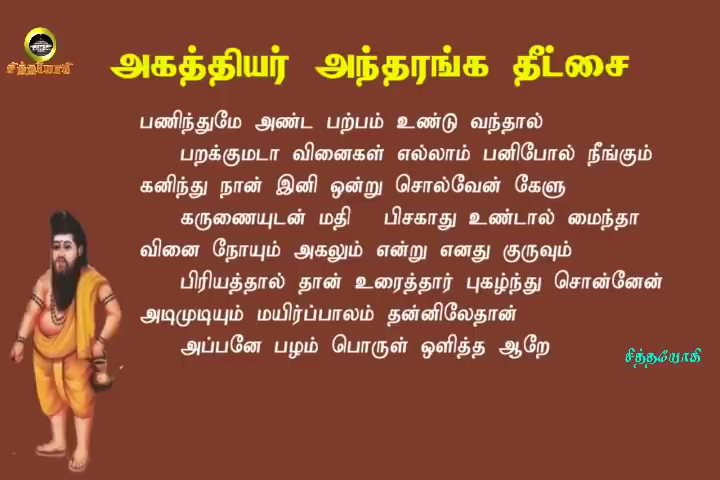 சித்தயோகி
அகத்தியர் அந்தரங்க தீட்சை
பணிந்துமே அண்ட பற்பம் உண்டு வந்தால்
பறக்குமடா வினைகள் எல்லாம் பனிபோல் நீங்கும்
கனிந்து நான் இனி ஒன்று சொல்வேன் கேளு
கருணையுடன் மதி பிசகாது உண்டால் மைந்தா
வினை நோயும் அகலும் என்று எனது குருவும்
பிரியத்தால் தான் உரைத்தார் புகழ்ந்து சொன்னேன்
அடிமுடியும் மயிர்ப்பாலம் தன்னிலேதான்
அப்பனே பழம் பொருள் ஒளித்த ஆறே
சித்தயோகி